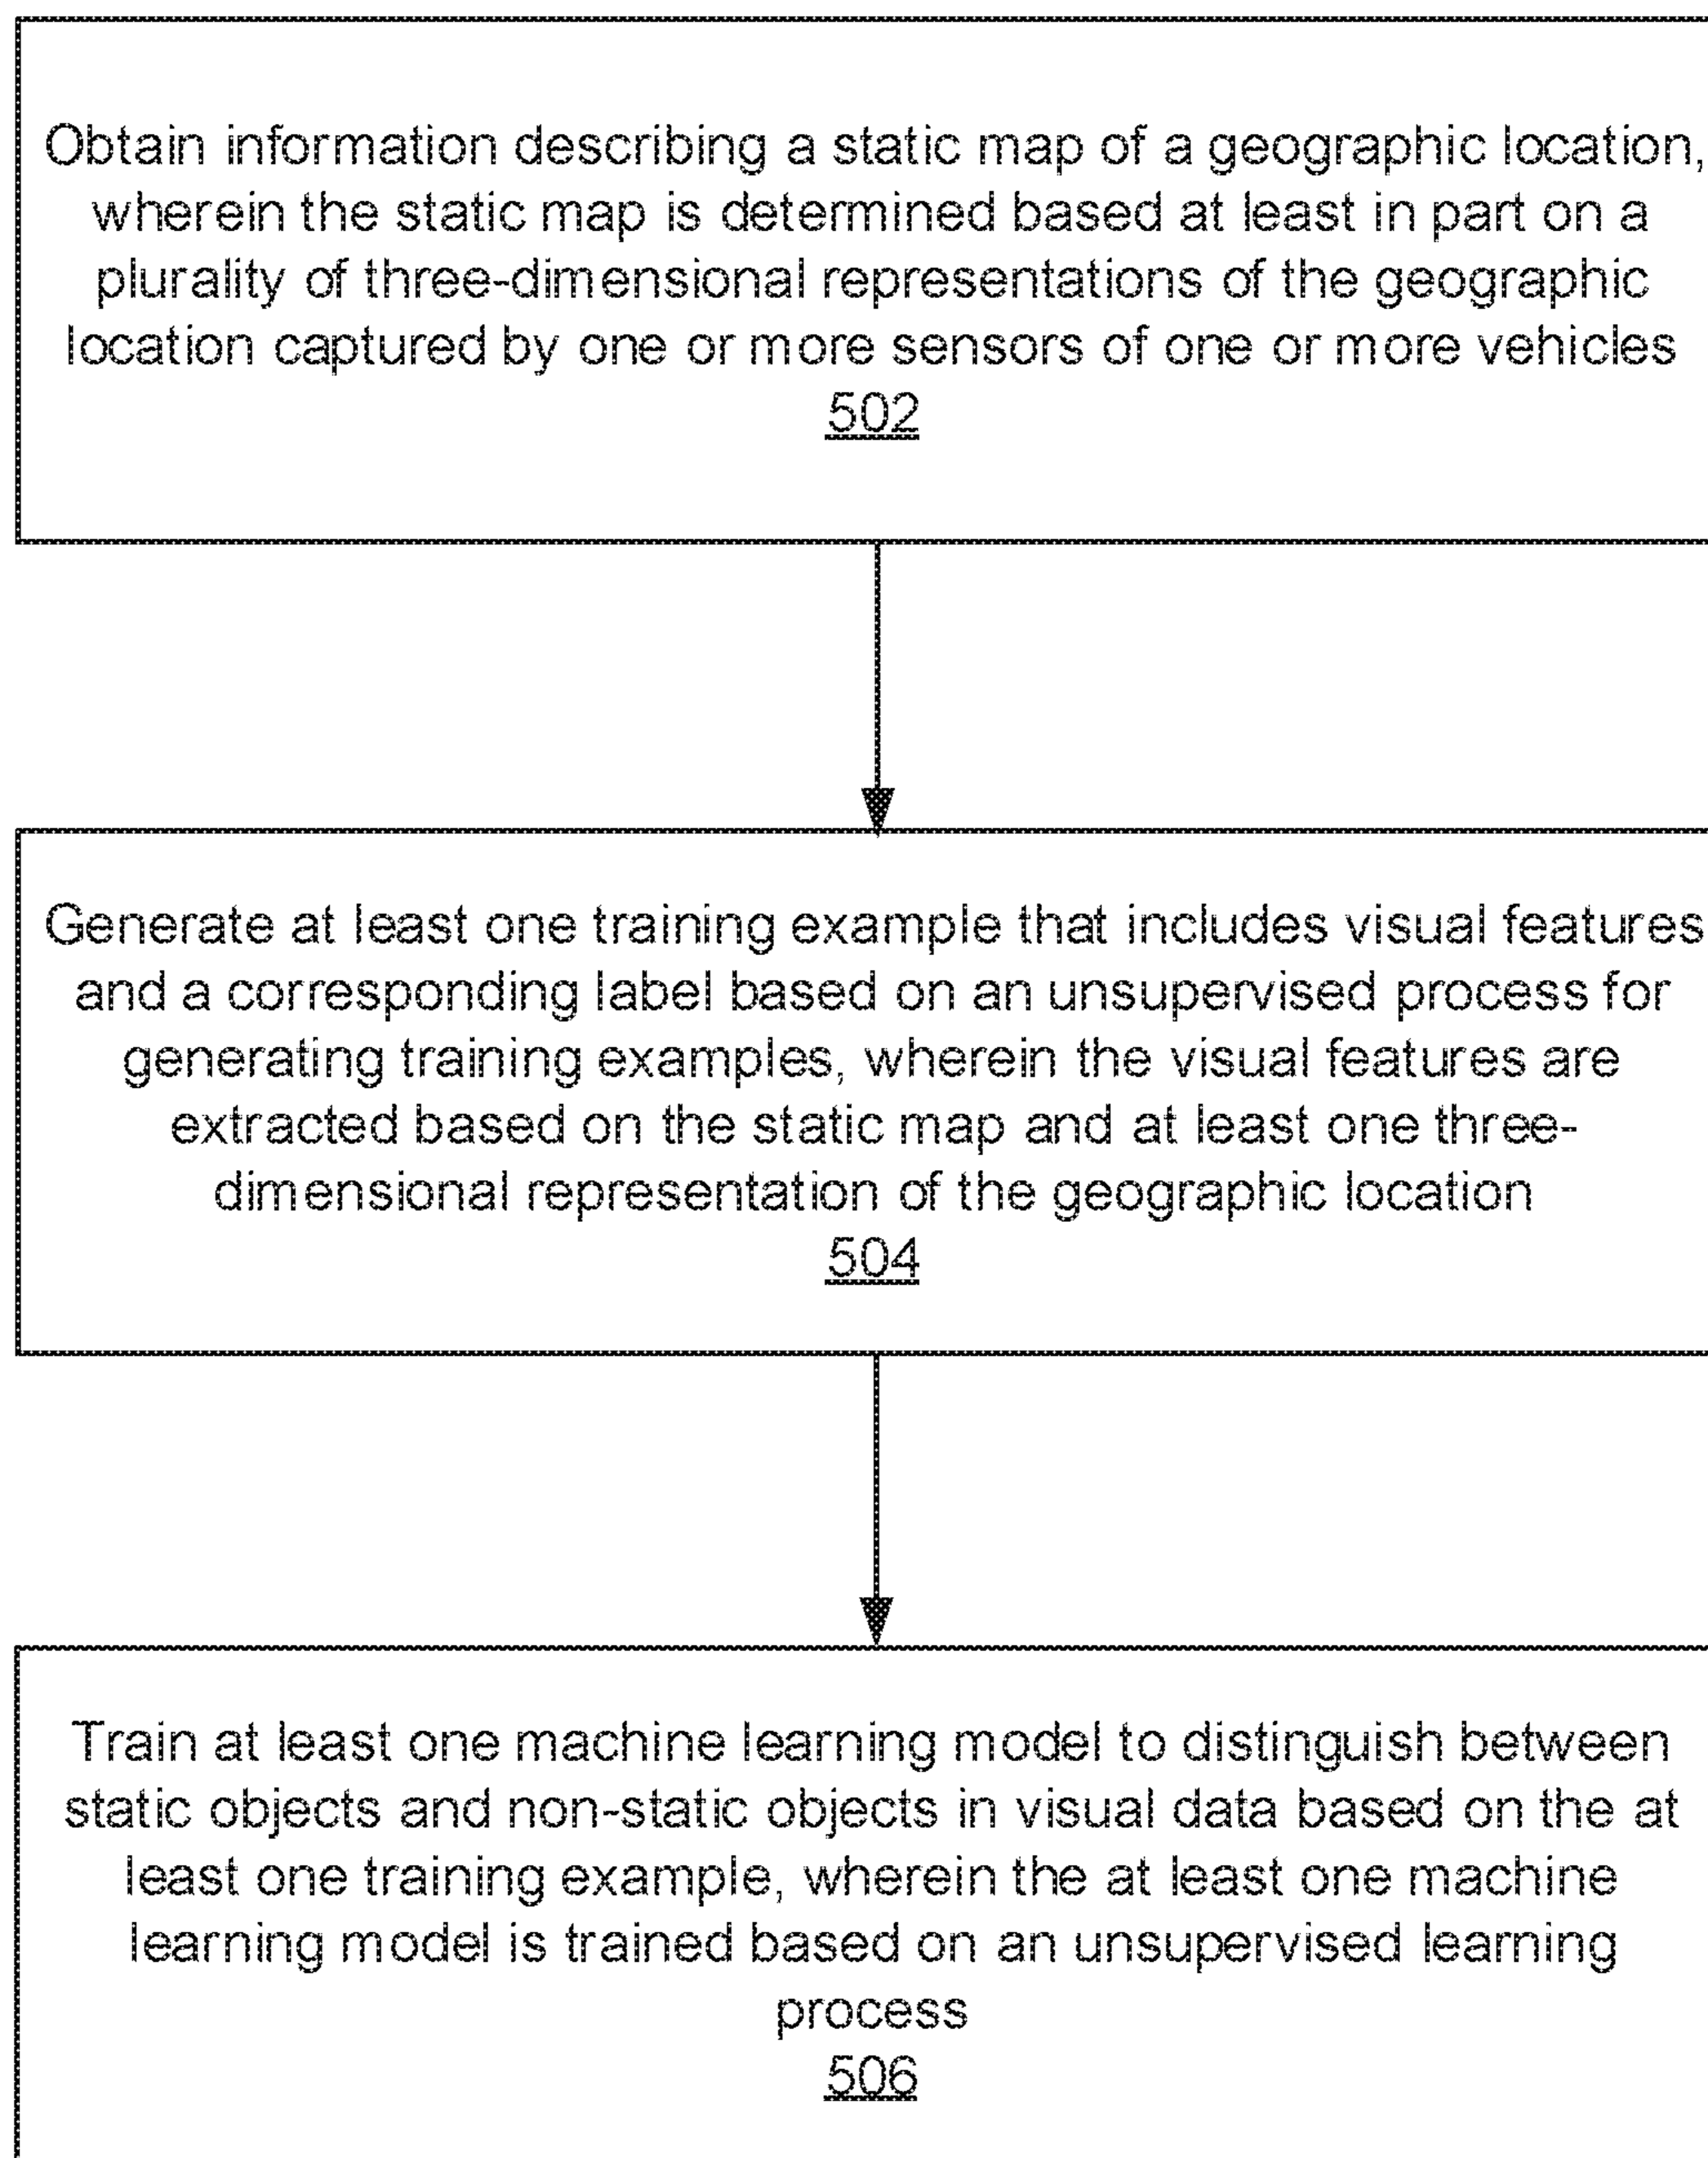 Obtain information describing a static map of a geographic location,
wherein the static map is determined based at least in part on a
plurality of three-dimensional representations of the geographic
location captured by one or more sensors of one or more vehicles
502
Generate at least one training example that includes visual features
and a corresponding label based on an unsupervised process for
generating training examples, wherein the visual features are
extracted based on the static map and at least one three-
dimensional representation of the geographic location
504
Train at least one machine learning model to distinguish between
static objects and non-static objects in visual data based on the at
least one training example, wherein the at least one machine
learning model is trained based on an unsupervised learning
process
506